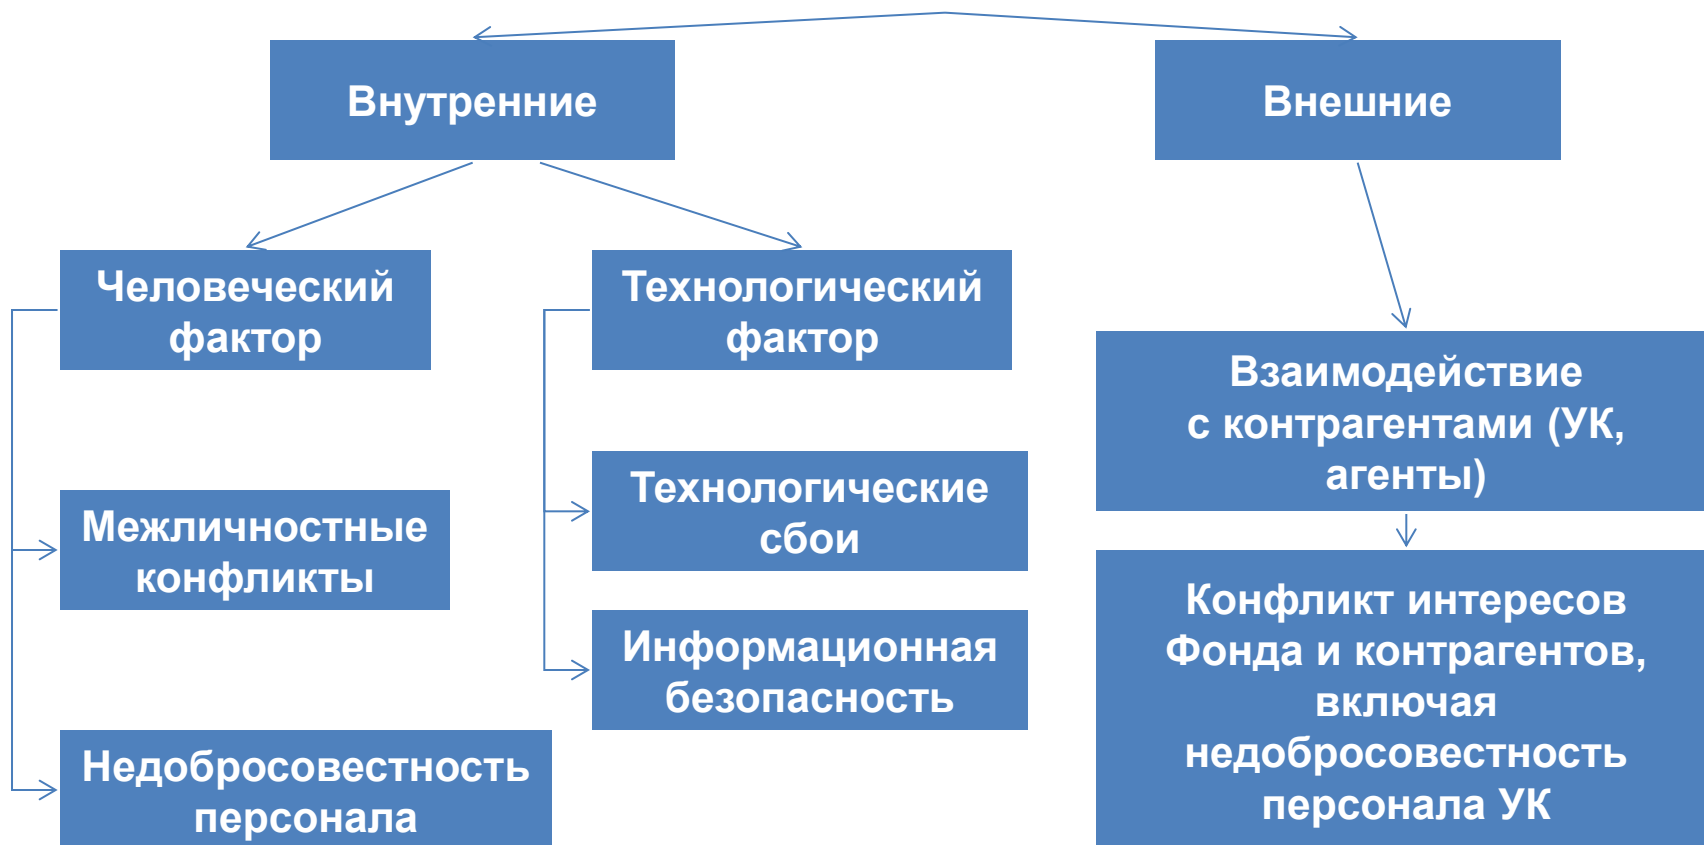 Внутренние
Внешние
Человеческий
фактор
Технологический
фактор
Взаимодействие
с контрагентами (УК,
агенты)
Технологические
сбои
Межличностные
конфликты
Конфликт интересов
Фонда и контрагентов,
включая
недобросовестность
персонала УК
Информационная
безопасность
Недобросовестность
персонала